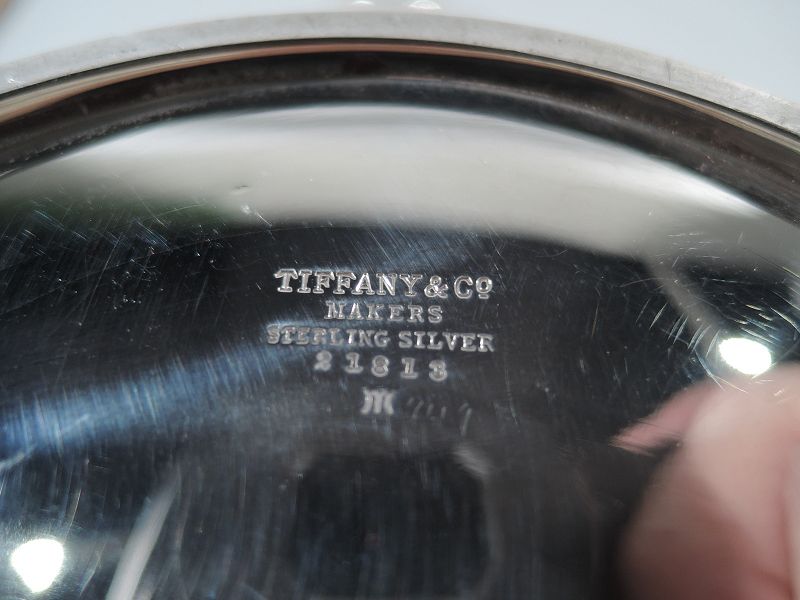 TIFFANY & Cº
MAKERS
STERLING SILVER
21813
M